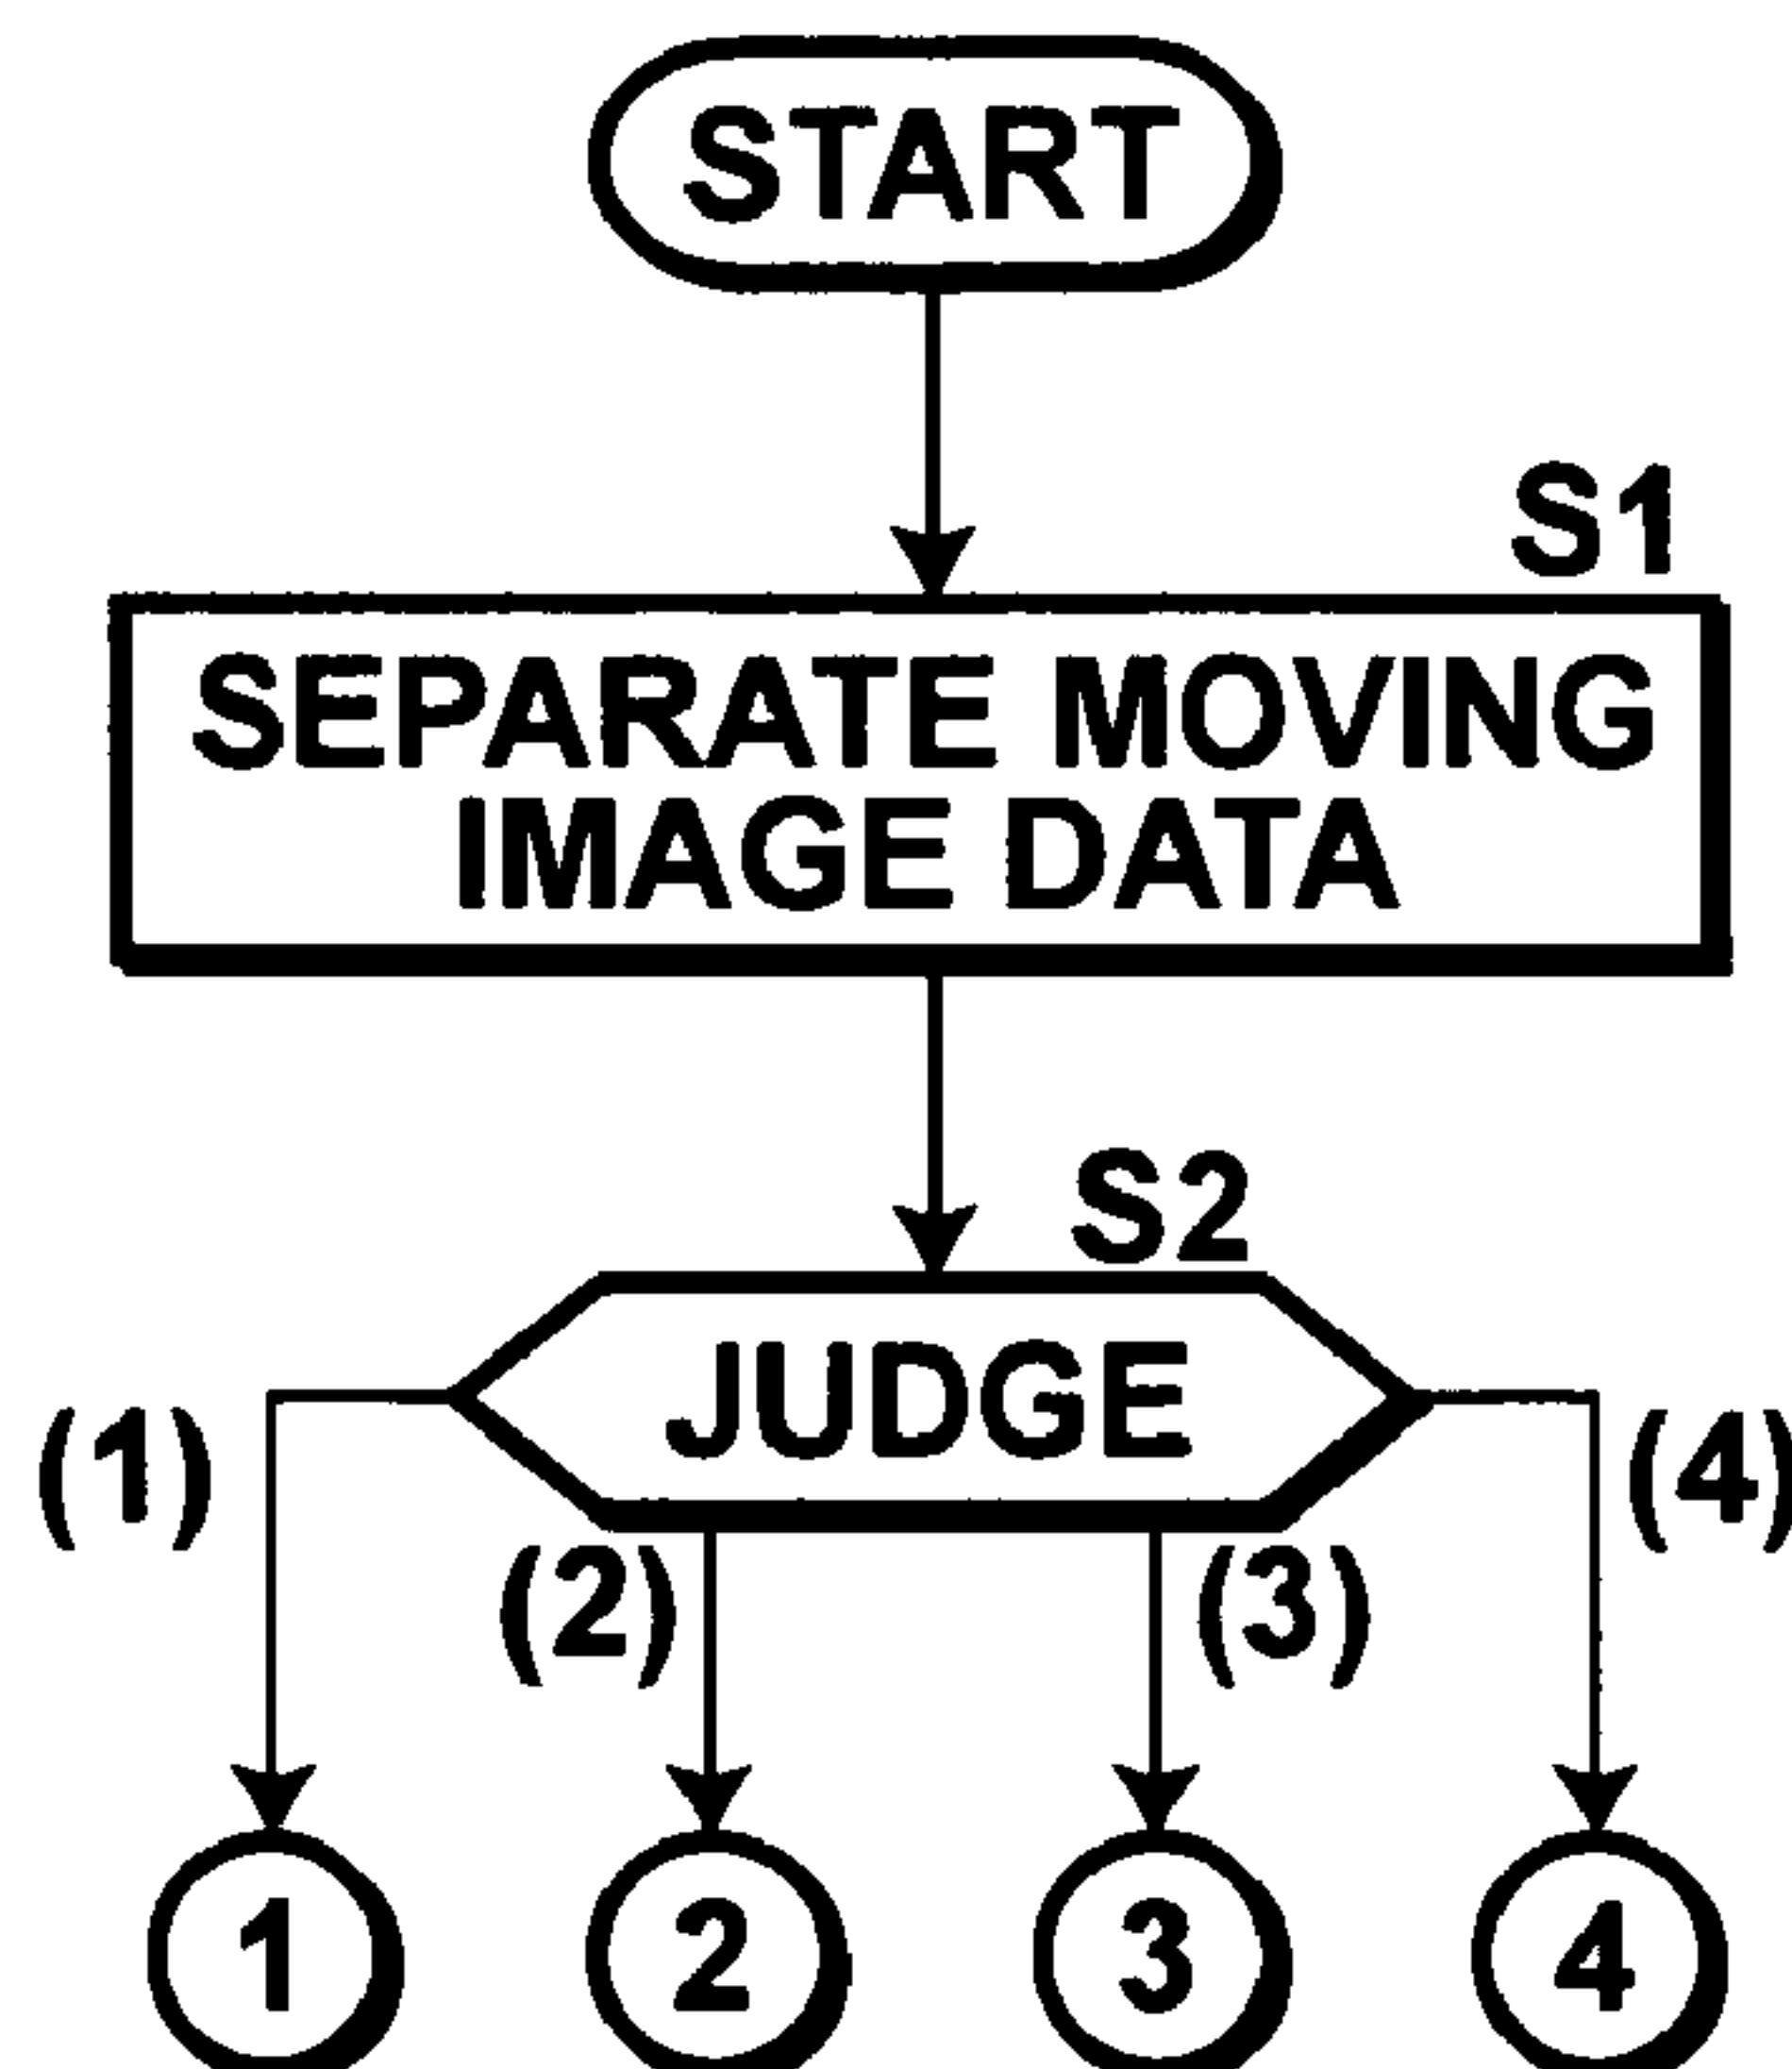 START
S1
SEPARATE MOVING
IMAGE DATA
S2
JUDGE
(1)
(4)
(2)
(3)
1
2
3
4